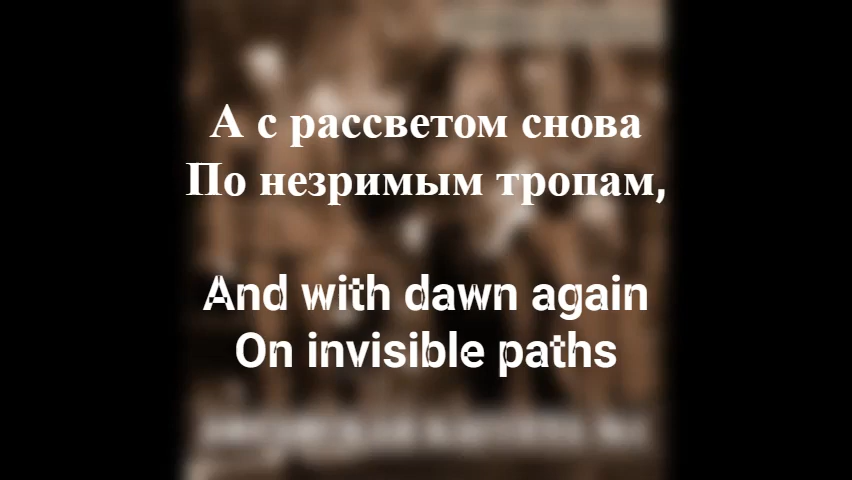 А с рассветом снова
По незримым тропам,
And with dawn again
On invisible paths